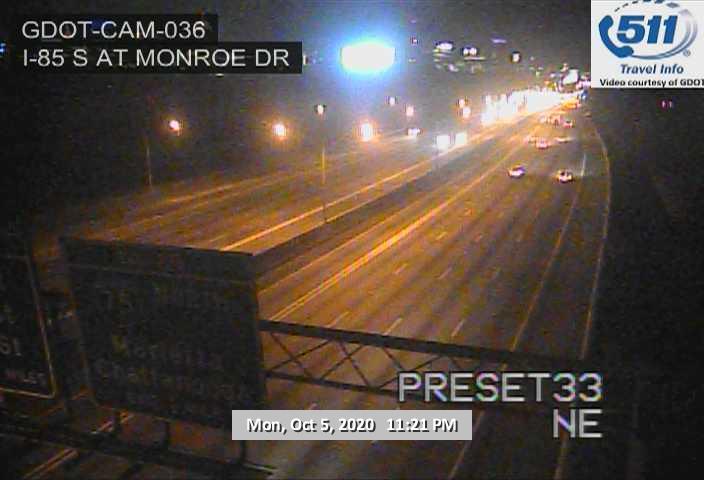 GDOT-CAM-036
I-85 S AT MONROE DR
511
Travel Info
Video courtesy of GDOT
75 NORTH
Marietta
Chattanooga
61
PRESET33
NE
Mon, Oct 5, 2020 11:21 PM